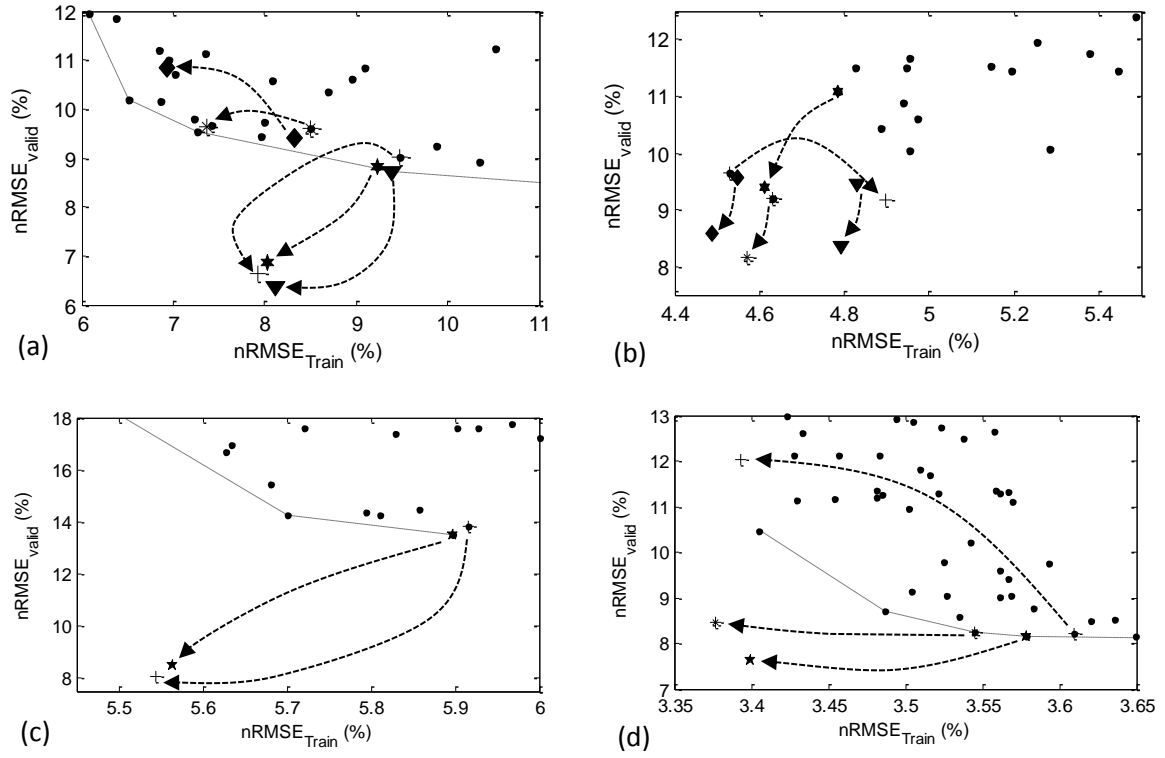 12
11
10
9
8
7
6
nRMSE_valid (%)
6 7 8 9 10 11
nRMSE_Train (%)
(a)
12
11
10
9
8
nRMSE_valid (%)
4.4 4.6 4.8 5 5.2 5.4
nRMSE_Train (%)
(b)
18
16
14
12
10
8
nRMSE_valid (%)
5.5 5.6 5.7 5.8 5.9 6
nRMSE_Train (%)
(c)
13
12
11
10
9
8
7
nRMSE_valid (%)
3.35 3.4 3.45 3.5 3.55 3.6 3.65
nRMSE_Train (%)
(d)